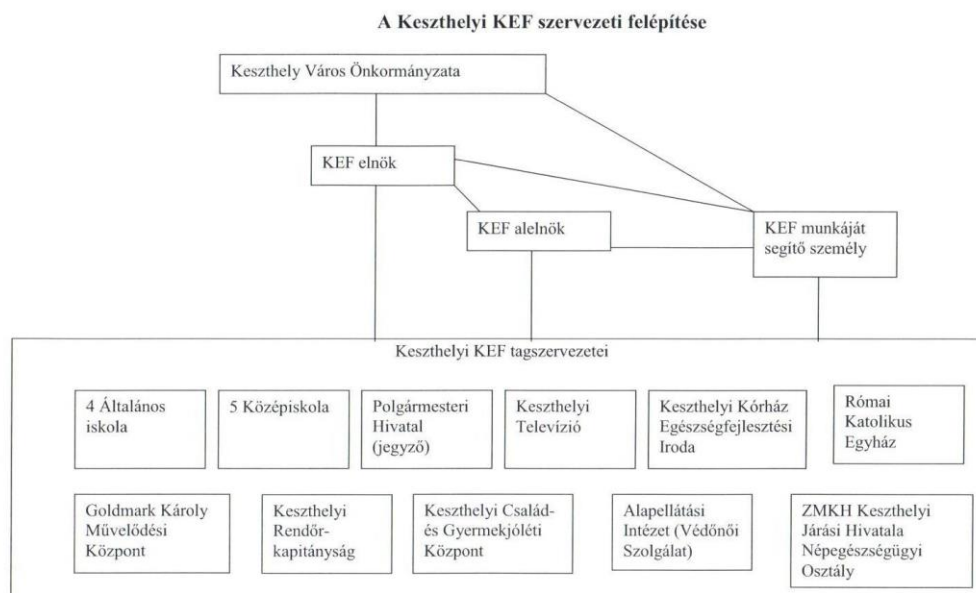 A Keszthelyi KEF szervezeti felépítése
Keszthely Város Önkormányzata
KEF elnök
KEF alelnök
KEF munkáját
segítő személy
Keszthelyi KEF tagszervezetei
4 Általános
iskola
5 Középiskola
Polgármesteri
Hivatal
(jegyző)
Keszthelyi
Televízió
Keszthelyi Kórház
Egészségfejlesztési
Iroda
Római
Katolikus
Egyház
Goldmark Károly
Művelődési
Központ
Keszthelyi
Rendőr-
kapitányság
Keszthelyi Család-
és Gyermekjóléti
Központ
Alapellátási
Intézet (Védőnői
Szolgálat)
ZMKH Keszthelyi
Járási Hivatala
Népegészségügyi
Osztály